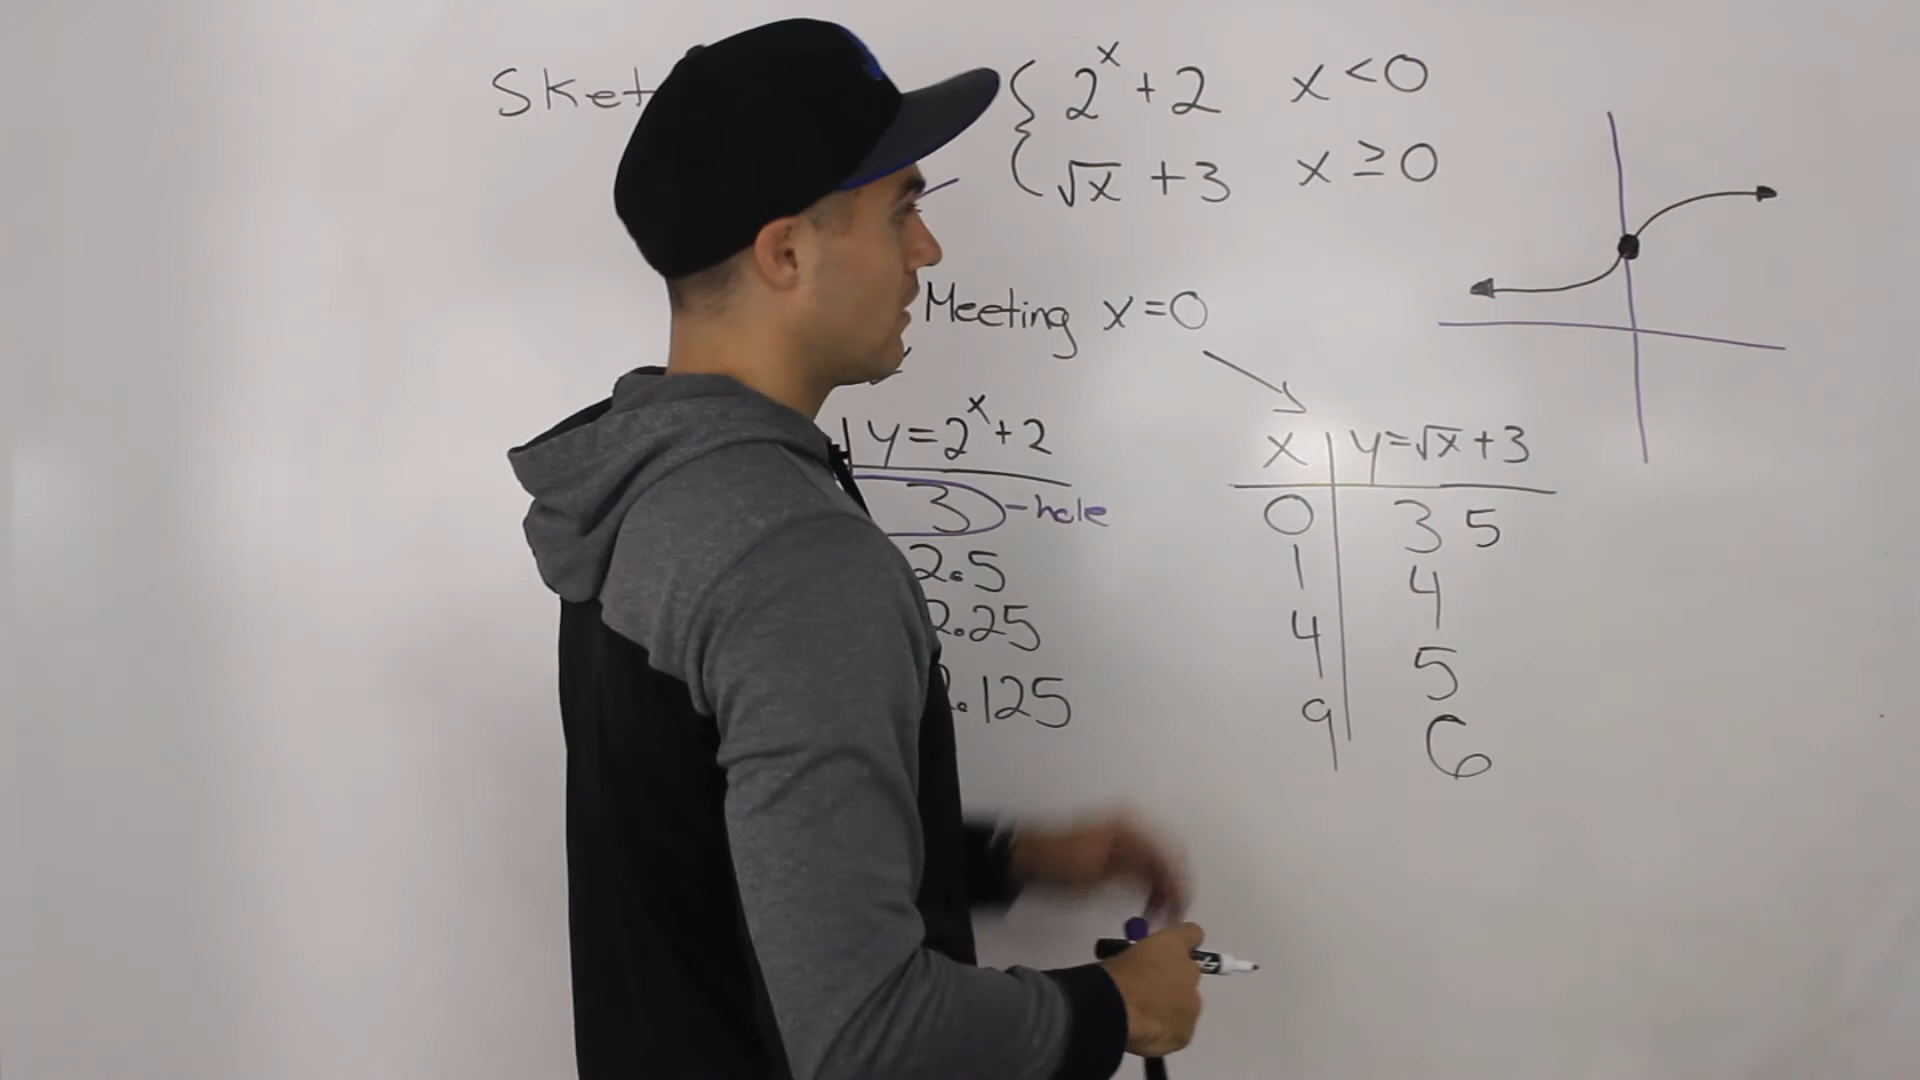 2^x + 2 x < 0
√x + 3 x ≥ 0
Meeting x = 0
y = 2^x + 2
3 - hole
2.5
2.25
.125
x y = √x + 3
0 3 5
1 4
4 5
9 6